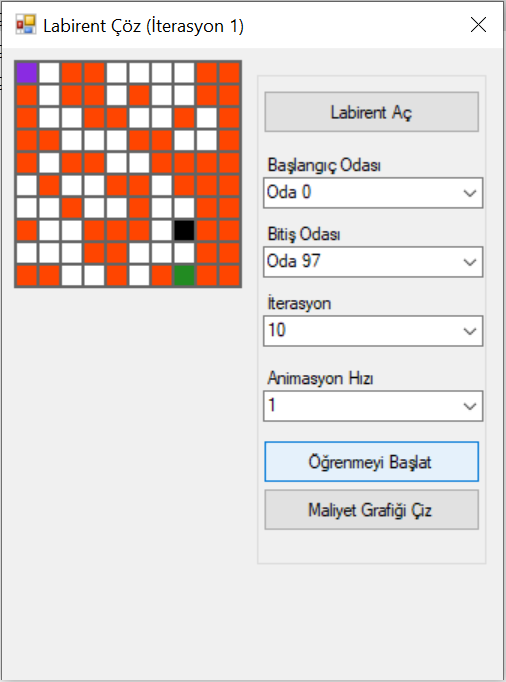 Labirent Çöz (İterasyon 1)
Labirent Aç
Başlangıç Odası
Oda 0
Bitiş Odası
Oda 97
İterasyon
10
Animasyon Hızı
1
Öğrenmeyi Başlat
Maliyet Grafiği Çiz